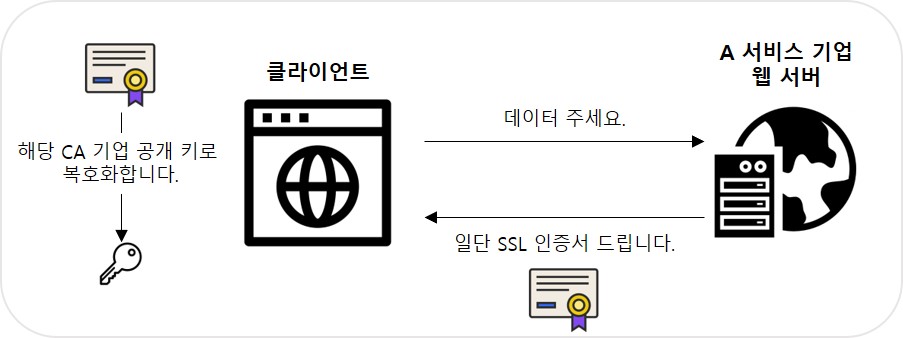 클라이언트
A 서비스 기업
웹 서버
해당 CA 기업 공개 키로
복호화합니다.
데이터 주세요.
일단 SSL 인증서 드립니다.